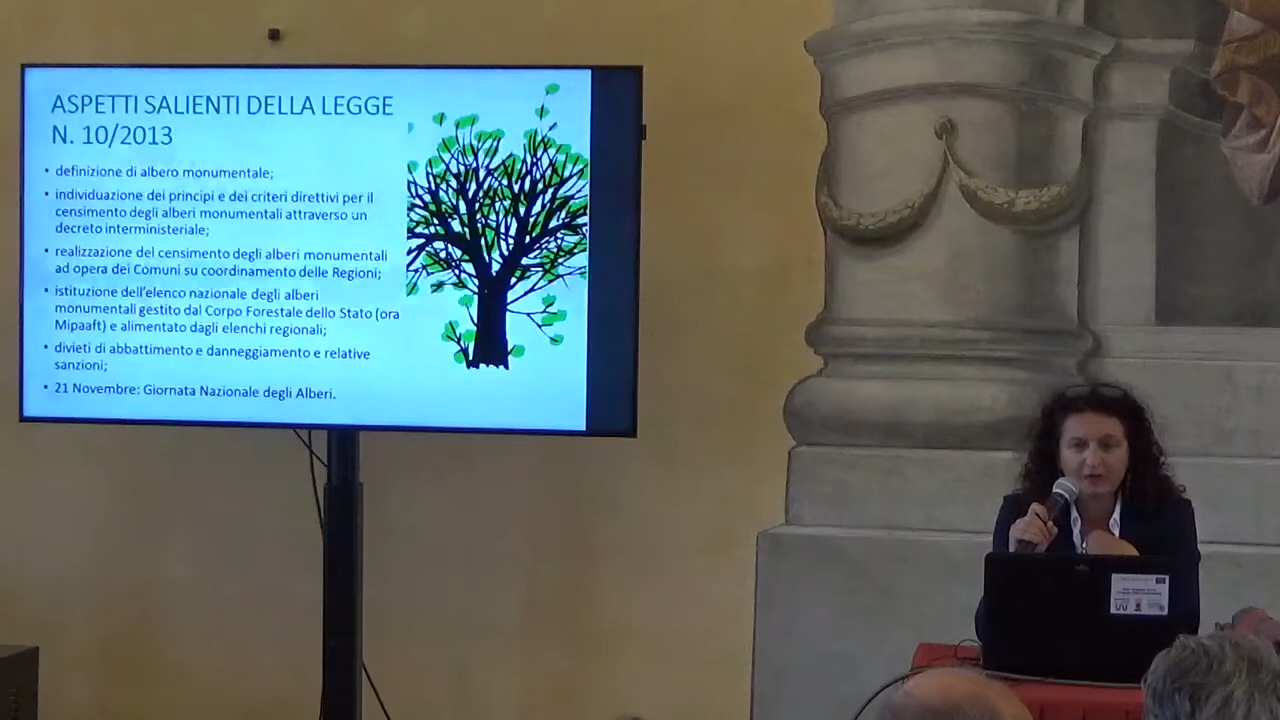 ASPETTI SALIENTI DELLA LEGGE
N. 10/2013
• definizione di albero monumentale;
• individuazione dei principi e dei criteri direttivi per il
censimento degli alberi monumentali attraverso un
decreto interministeriale;
• realizzazione del censimento degli alberi monumentali
ad opera dei Comuni su coordinamento delle Regioni;
• istituzione dell'elenco nazionale degli alberi
monumentali gestito dal Corpo Forestale dello Stato (ora
Mipaaft) e alimentato dagli elenchi regionali;
• divieti di abbattimento e danneggiamento e relative
sanzioni;
• 21 Novembre: Giornata Nazionale degli Alberi.